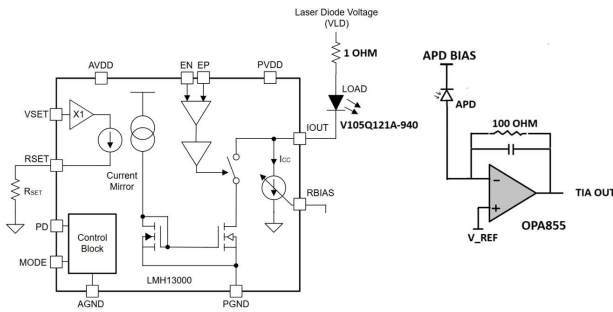 Laser Diode Voltage
(VLD)
1 OHM
AVDD
EN EP
PVDD
LOAD
V105Q121A-940
VSET
X1
IOUT
RSET
ICC
RSET
Current
Mirror
RBIAS
PD
Control
Block
MODE
LMH13000
AGND
PGND
APD BIAS
APD
100 OHM
-
+
TIA OUT
OPA855
V_REF